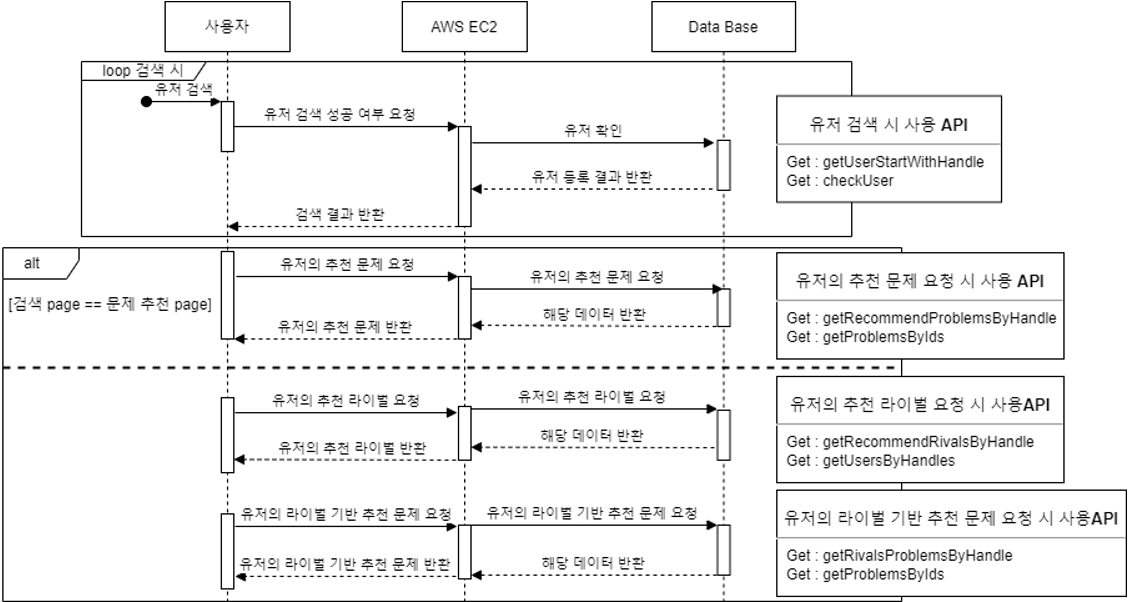 사용자
AWS EC2
Data Base
loop 검색 시
유저 검색
유저 검색 성공 여부 요청
유저 확인
유저 등록 결과 반환
검색 결과 반환
유저 검색 시 사용 API
Get : getUserStartWithHandle
Get : checkUser
alt
[검색 page == 문제 추천 page]
유저의 추천 문제 요청
유저의 추천 문제 요청
해당 데이터 반환
유저의 추천 문제 반환
유저의 추천 문제 요청 시 사용 API
Get : getRecommendProblemsByHandle
Get : getProblemsByIds
유저의 추천 라이벌 요청
유저의 추천 라이벌 요청
해당 데이터 반환
유저의 추천 라이벌 반환
유저의 추천 라이벌 요청 시 사용API
Get : getRecommendRivalsByHandle
Get : getUsersByHandles
유저의 라이벌 기반 추천 문제 요청
유저의 라이벌 기반 추천 문제 요청
해당 데이터 반환
유저의 라이벌 기반 추천 문제 반환
유저의 라이벌 기반 추천 문제 요청 시 사용API
Get : getRivalsProblemsByHandle
Get : getProblemsByIds